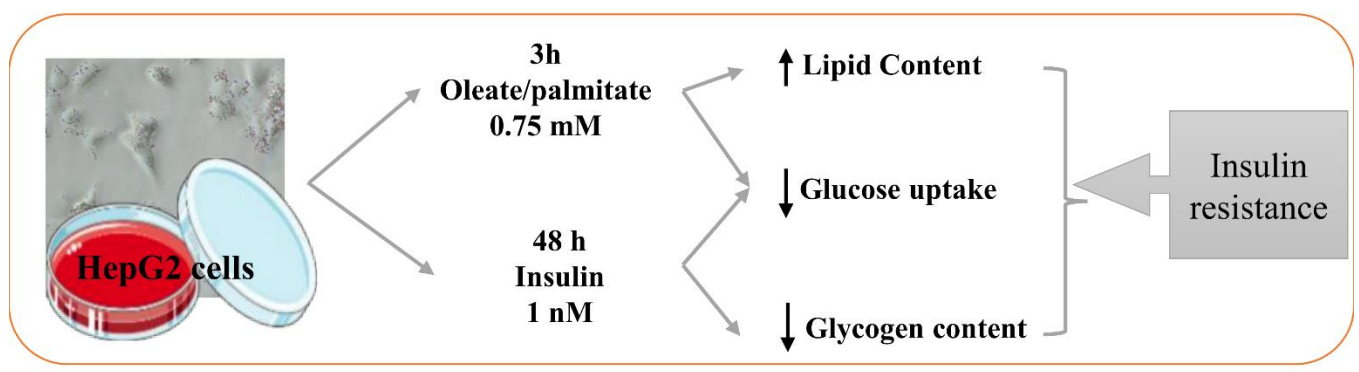 HepG2 cells
3h
Oleate/palmitate
0.75 mM
48 h
Insulin
1 nM
↑ Lipid Content
↓ Glucose uptake
↓ Glycogen content
Insulin
resistance